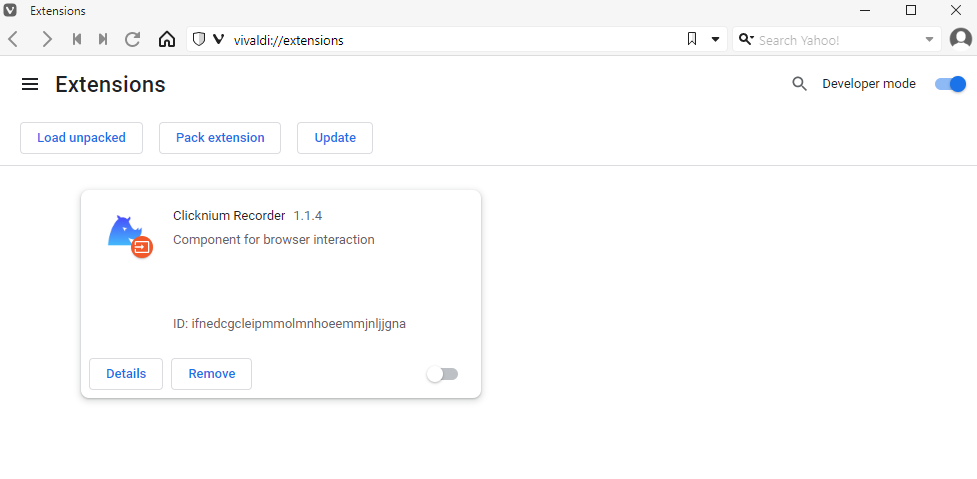 Extensions
vivaldi://extensions
Search Yahoo!
Extensions
Developer mode
Load unpacked
Pack extension
Update
Clicknium Recorder 1.1.4
Component for browser interaction
ID: ifnedcgcleipmmolmnhoeemmjnljjgna
Details
Remove